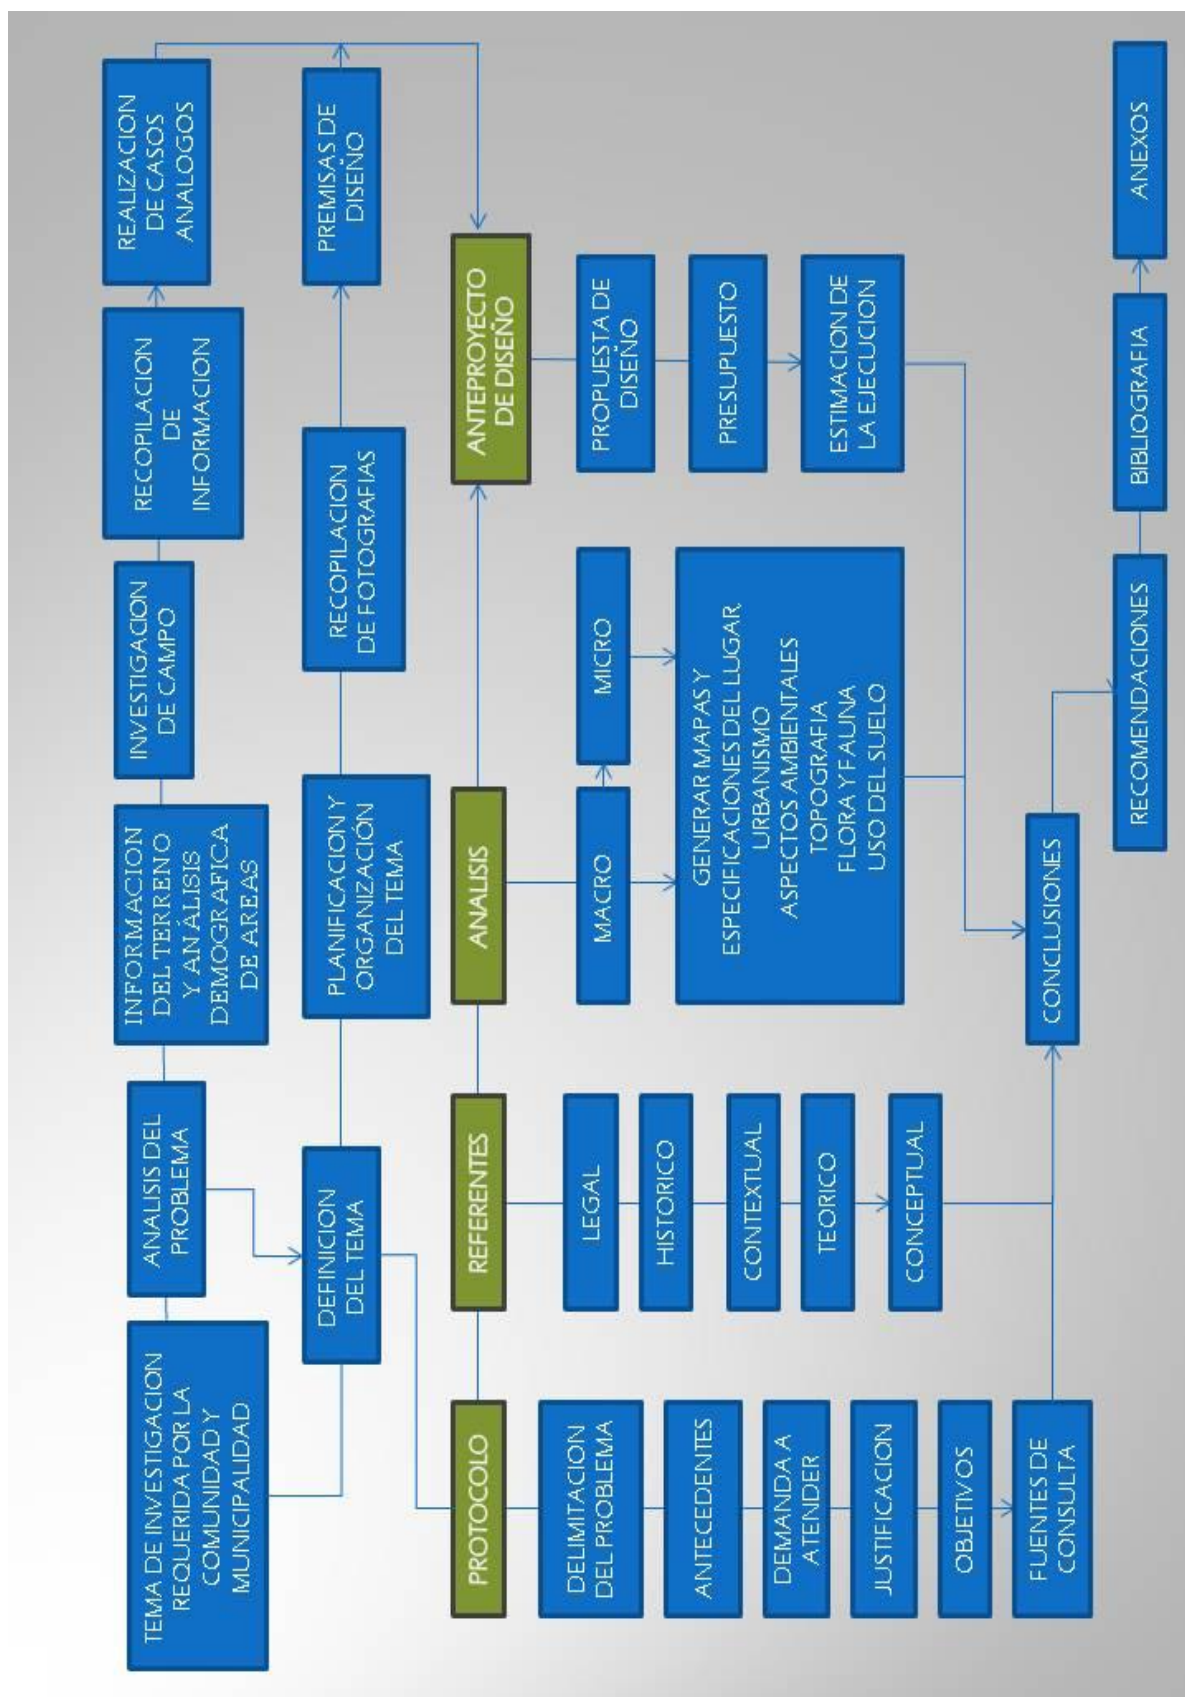 TEMA DE INVESTIGACION
REQUERIDA POR LA
COMUNIDAD Y
MUNICIPALIDAD
ANALISIS DEL
PROBLEMA
INFORMACION
DEL TERRENO
Y ANÁLISIS
DEMOGRAFICA
DE AREAS
INVESTIGACION
DE CAMPO
RECOPILACION
DE
INFORMACION
REALIZACION
DE CASOS
ANALOGOS
DEFINICION
DEL TEMA
PLANIFICACION Y
ORGANIZACIÓN
DEL TEMA
RECOPILACION
DE FOTOGRAFIAS
PREMISAS DE
DISEÑO
PROTOCOLO
REFERENTES
ANALISIS
ANTEPROYECTO
DE DISEÑO
DELIMITACION
DEL PROBLEMA
ANTECEDENTES
DEMANDA A
ATENDER
JUSTIFICACION
OBJETIVOS
FUENTES DE
CONSULTA
LEGAL
HISTORICO
CONTEXTUAL
TEORICO
CONCEPTUAL
MACRO
MICRO
GENERAR MAPAS Y
ESPECIFICACIONES DEL LUGAR,
URBANISMO
ASPECTOS AMBIENTALES
TOPOGRAFIA
FLORA Y FAUNA
USO DEL SUELO
PROPUESTA DE
DISEÑO
PRESUPUESTO
ESTIMACION DE
LA EJECUCION
CONCLUSIONES
RECOMENDACIONES
BIBLIOGRAFIA
ANEXOS